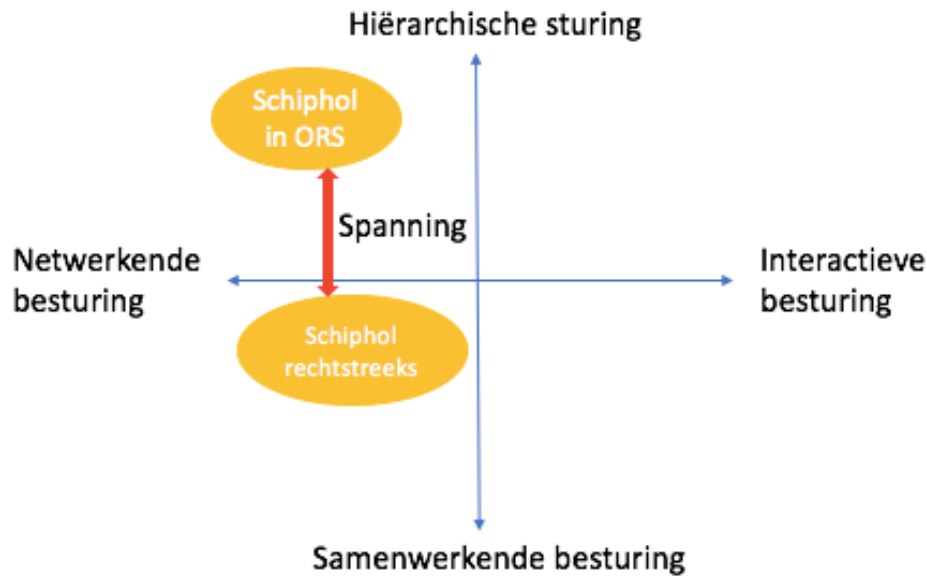 Hiërarchische sturing
Schiphol
in ORS
Spanning
Netwerkende
besturing
Interactieve
besturing
Schiphol
rechtstreeks
Samenwerkende besturing